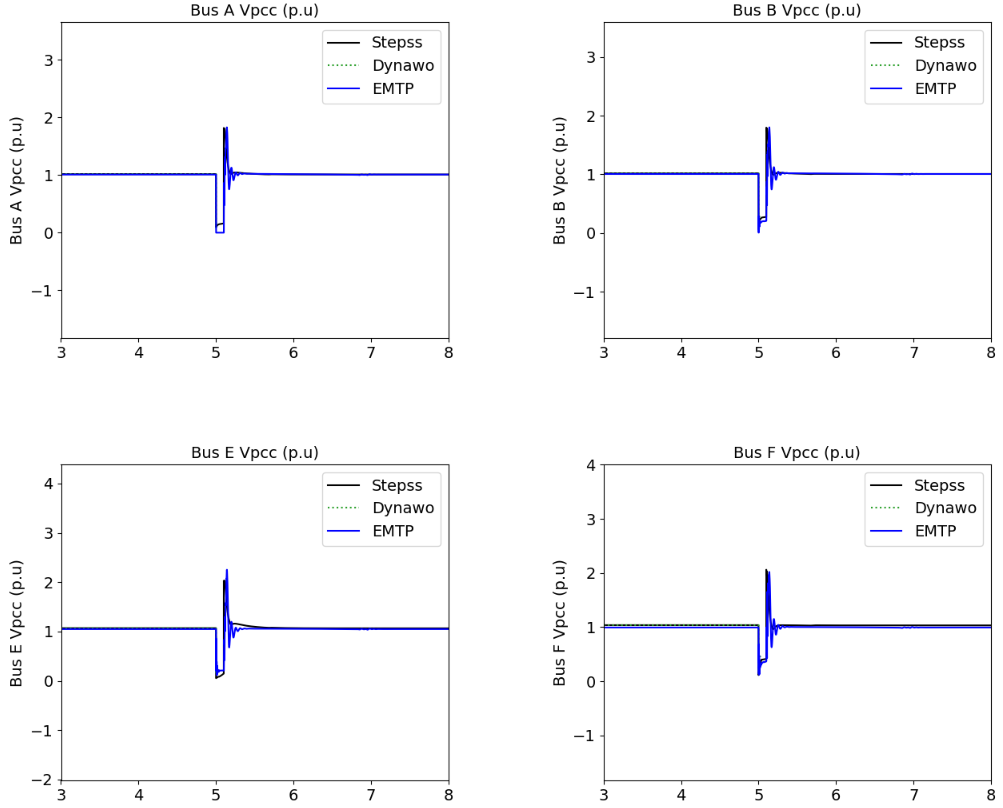 Bus A Vpcc (p.u)
Bus A Vpcc (p.u)
3
2
1
0
−1
3 4 5 6 7 8
Stepss
Dynawo
EMTP
Bus B Vpcc (p.u)
Bus B Vpcc (p.u)
3
2
1
0
−1
3 4 5 6 7 8
Stepss
Dynawo
EMTP
Bus E Vpcc (p.u)
Bus E Vpcc (p.u)
4
3
2
1
0
−1
−2
3 4 5 6 7 8
Stepss
Dynawo
EMTP
Bus F Vpcc (p.u)
Bus F Vpcc (p.u)
4
3
2
1
0
−1
3 4 5 6 7 8
Stepss
Dynawo
EMTP